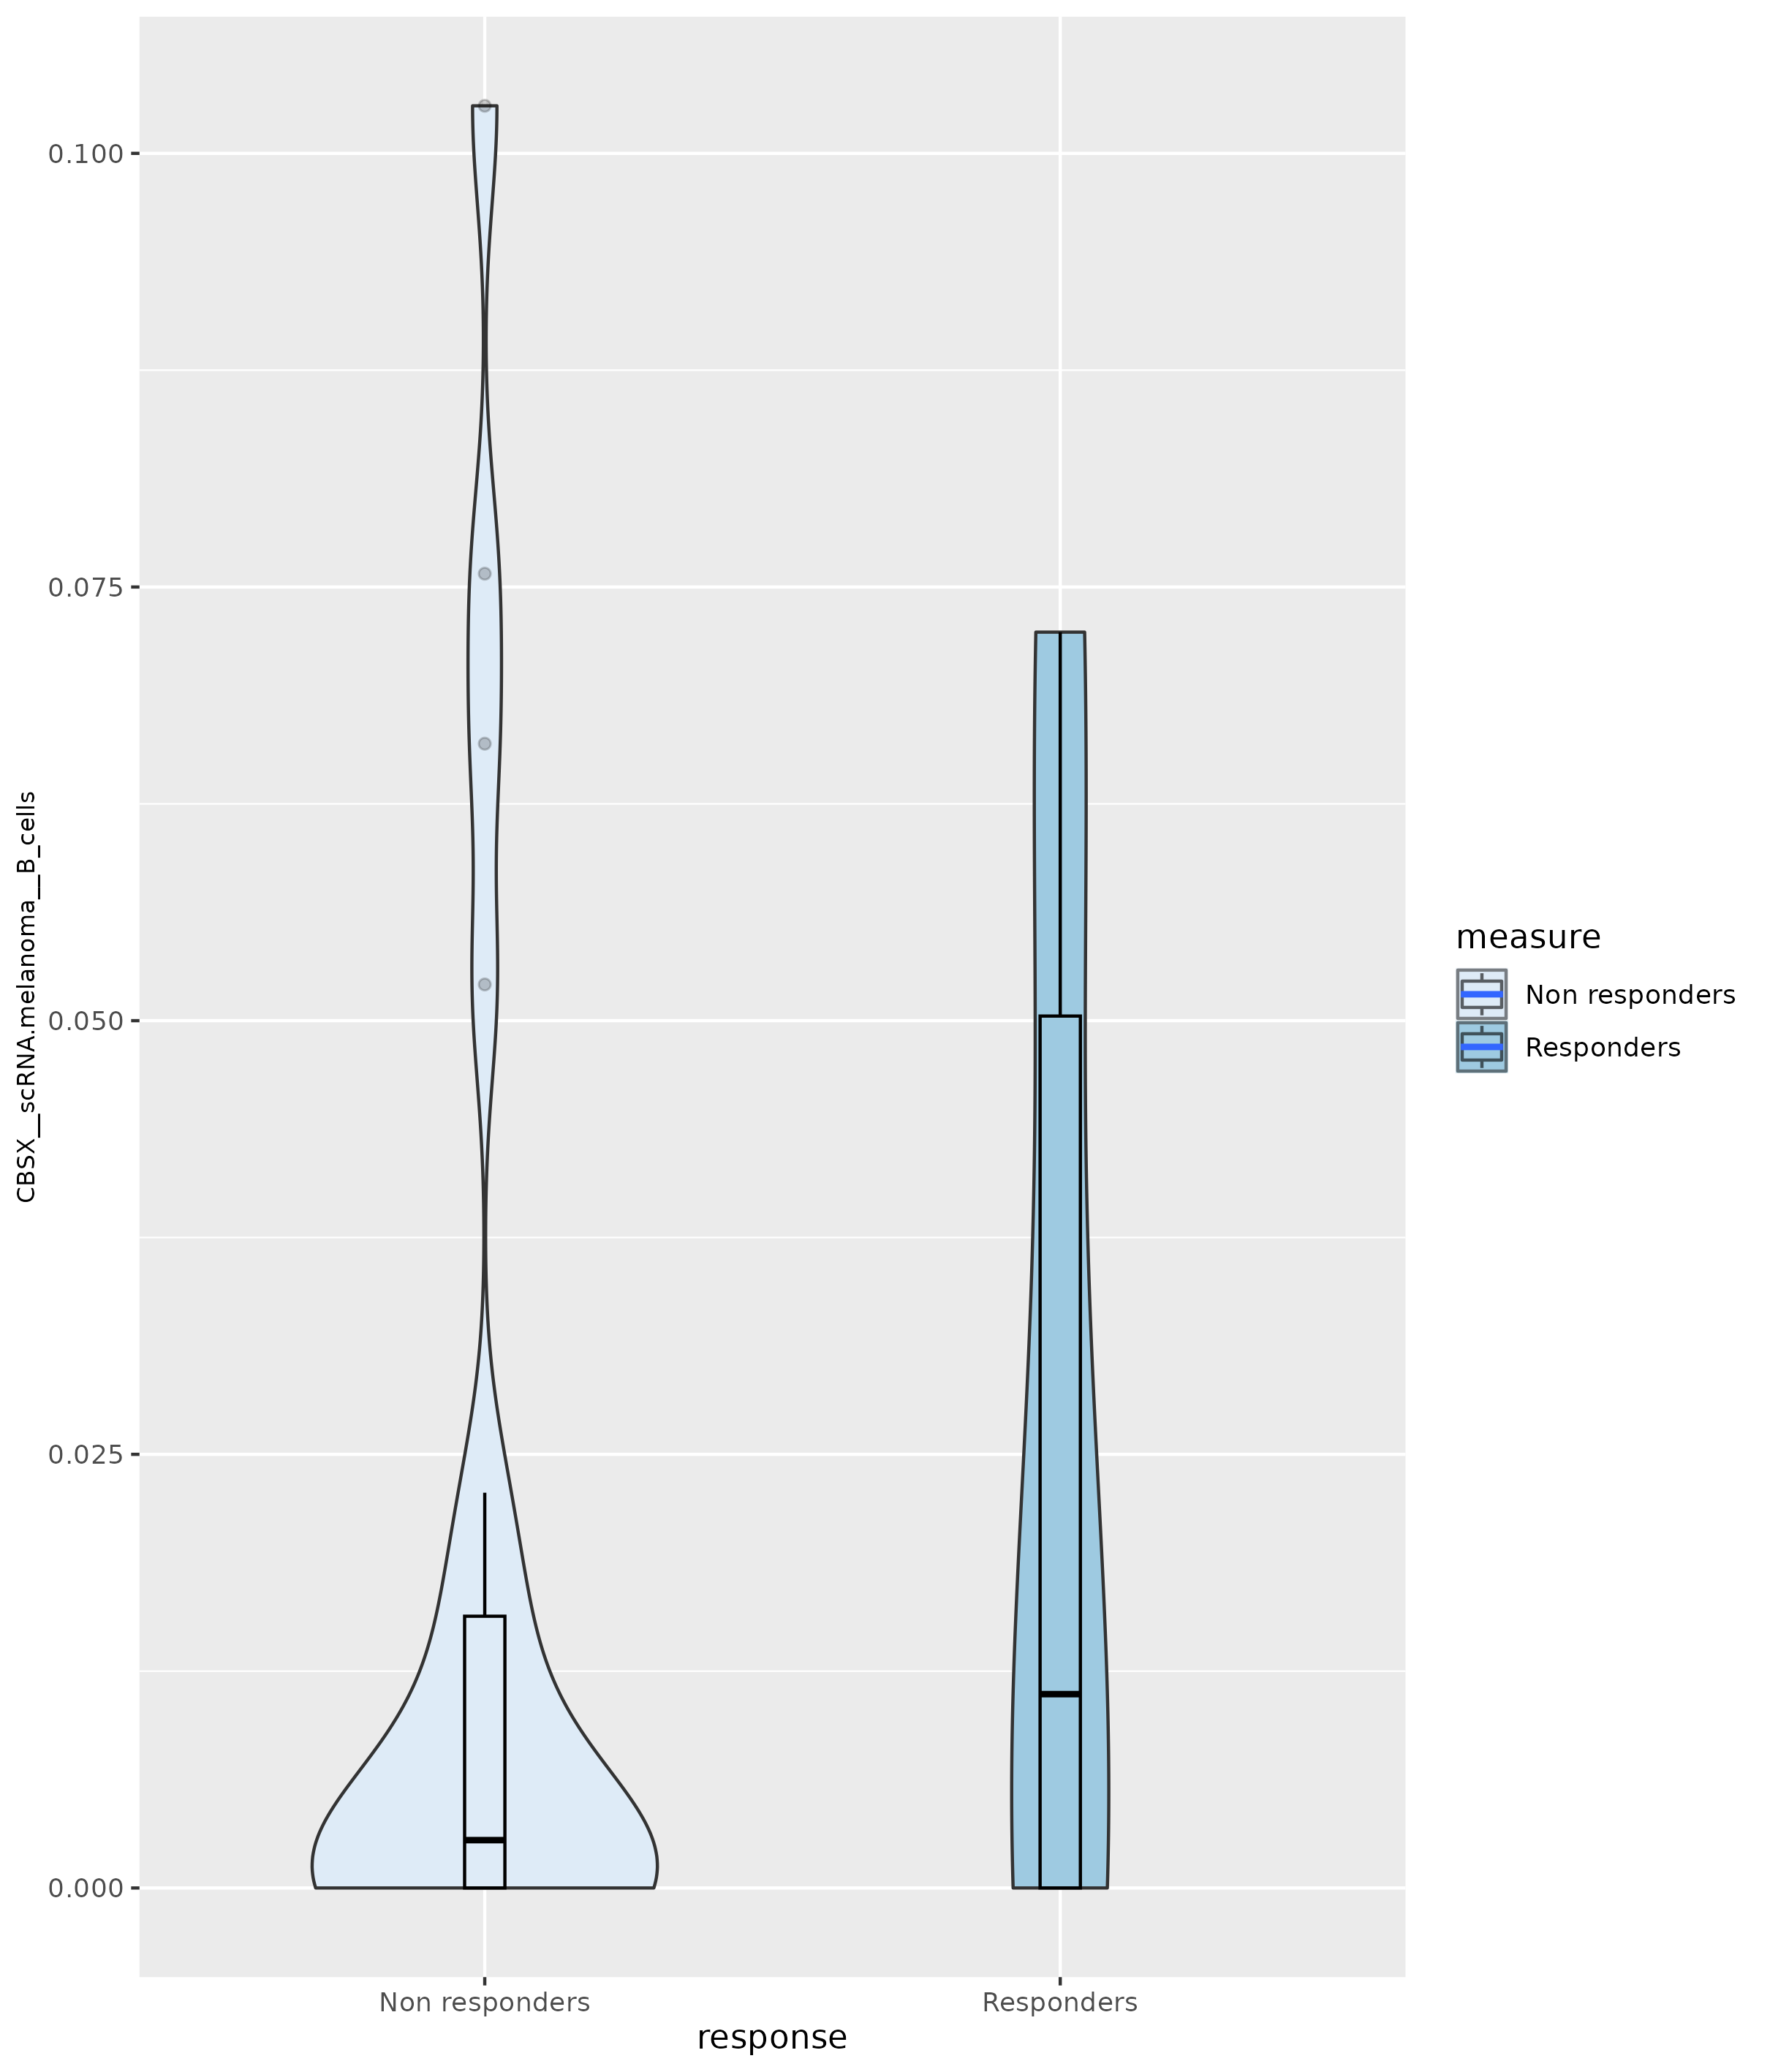 CBSX__scRNA.melanoma__B_cells
0.100
0.075
0.050
0.025
0.000
Non responders
Responders
response
measure
Non responders
Responders